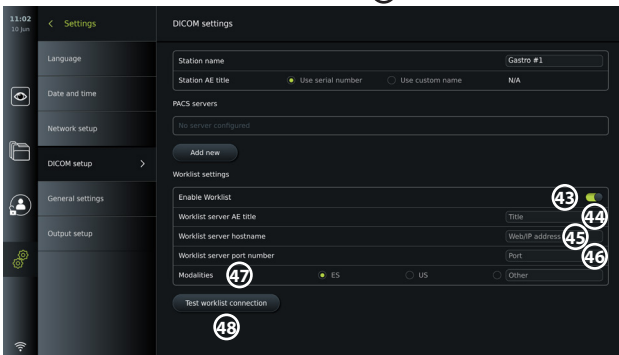 11:02
10 Jun
< Settings
DICOM settings
Language
Date and time
Network setup
DICOM setup >
General settings
Output setup
Station name Gastro #1
Station AE title Use serial number Use custom name N/A
PACS servers
No server configured
Add new
Worklist settings
Enable Worklist 43
Worklist server AE title Title 44
Worklist server hostname Web/IP address 45
Worklist server port number Port 46
Modalities 47 ES US Other
Test worklist connection
48